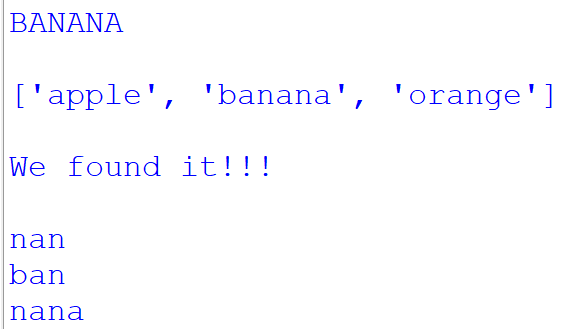 BANANA
['apple', 'banana', 'orange']
We found it!!!
nan
ban
nana